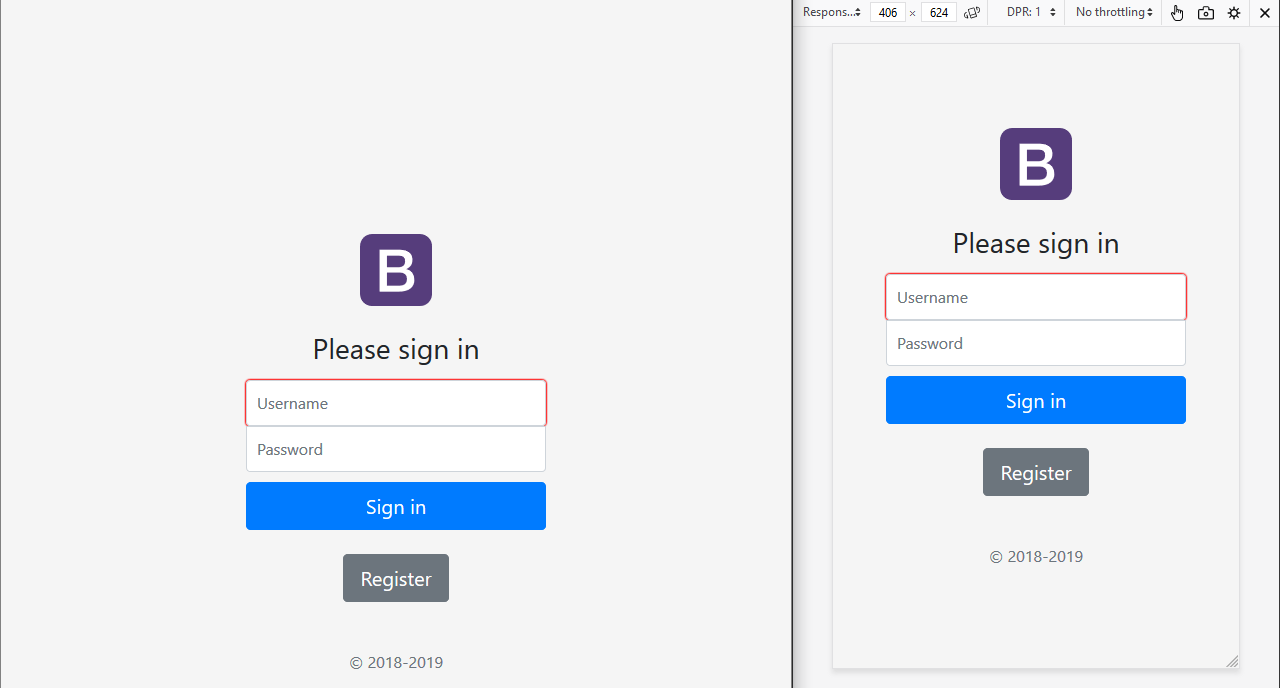 B
Please sign in
Username
Password
Sign in
Register
© 2018-2019
Respons... 406 × 624 DPR: 1 No throttling
B
Please sign in
Username
Password
Sign in
Register
© 2018-2019